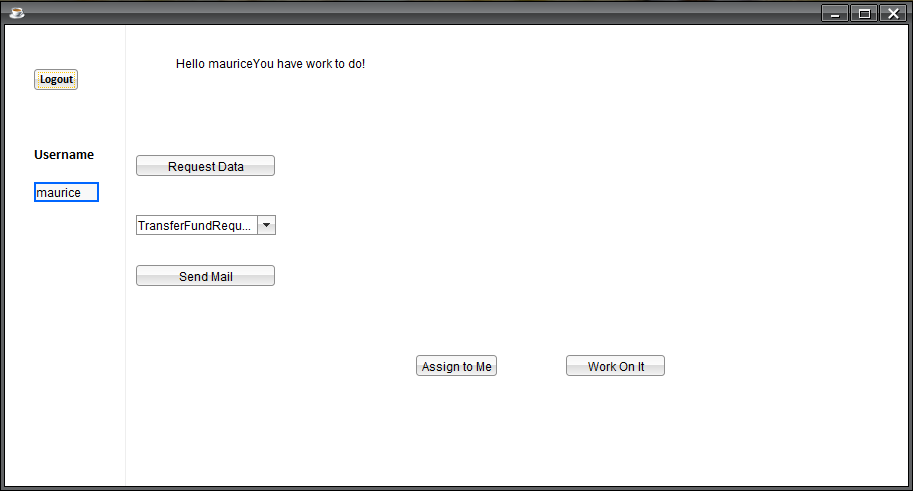 Hello mauriceYou have work to do!
Logout
Username
maurice
Request Data
TransferFundRequ...
Send Mail
Assign to Me
Work On It